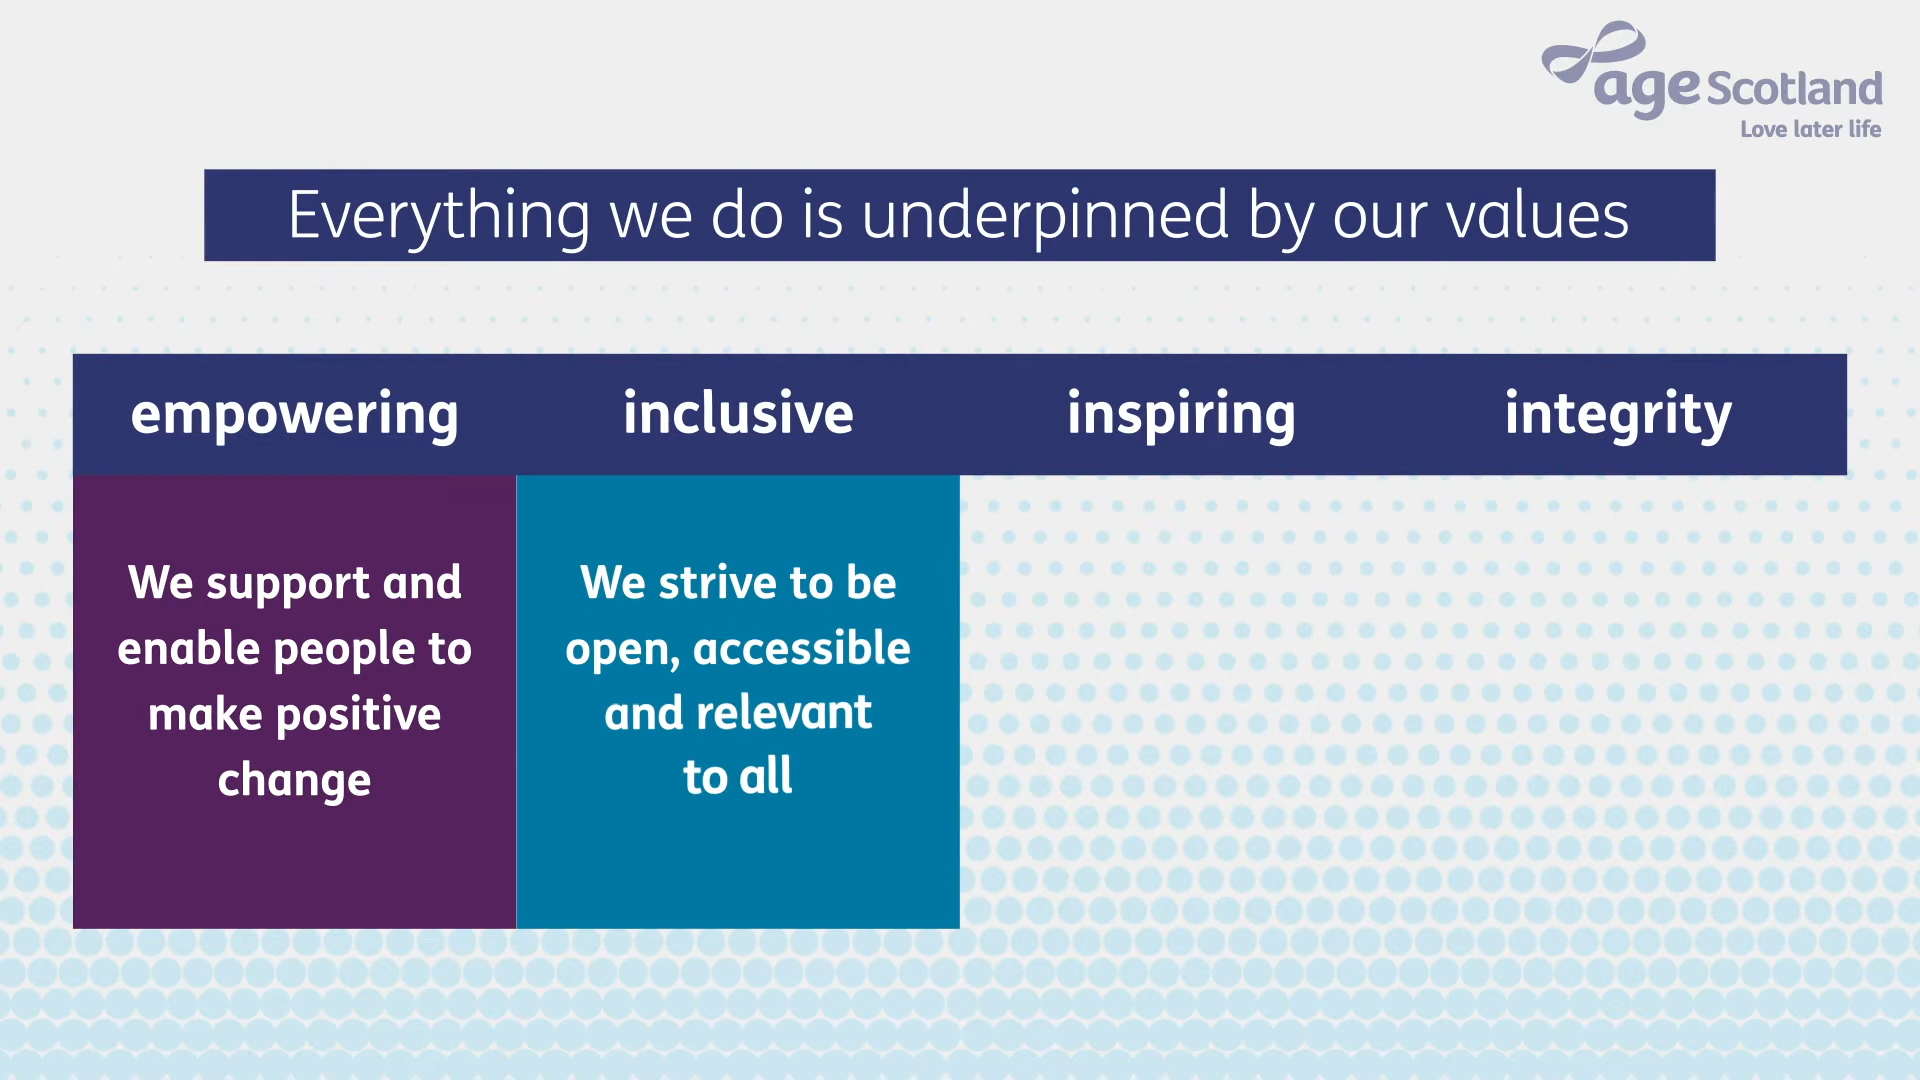 age Scotland
Love later life
Everything we do is underpinned by our values
empowering inclusive inspiring integrity
We support and
enable people to
make positive
change
We strive to be
open, accessible
and relevant
to all